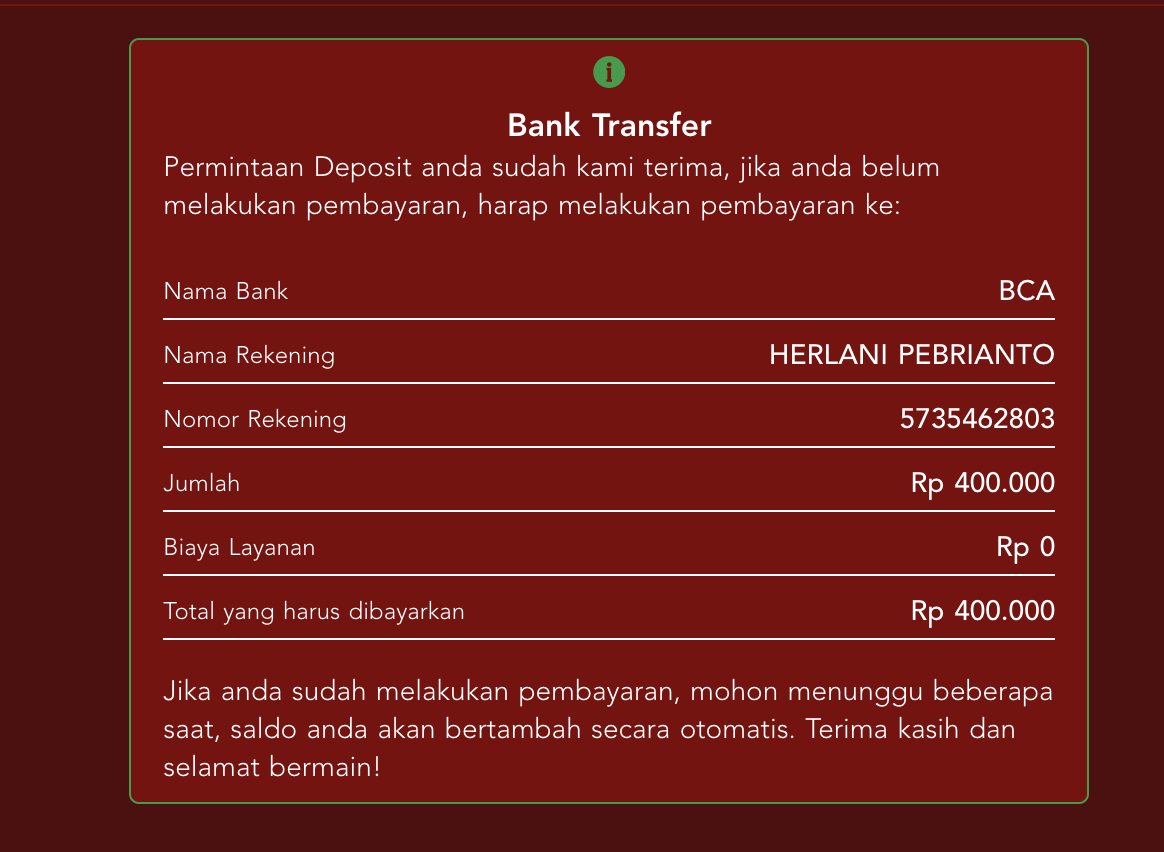 Bank Transfer
Permintaan Deposit anda sudah kami terima, jika anda belum
melakukan pembayaran, harap melakukan pembayaran ke:
Nama Bank BCA
Nama Rekening HERLANI PEBRIANTO
Nomor Rekening 5735462803
Jumlah Rp 400.000
Biaya Layanan Rp 0
Total yang harus dibayarkan Rp 400.000
Jika anda sudah melakukan pembayaran, mohon menunggu beberapa
saat, saldo anda akan bertambah secara otomatis. Terima kasih dan
selamat bermain!